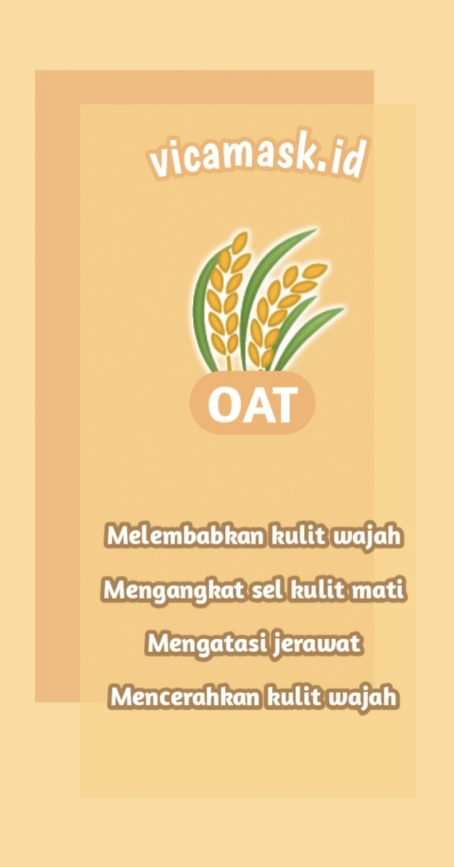 vicamask.id
OAT
Melembabkan kulit wajah
Mengangkat sel kulit mati
Mengatasi jerawat
Mencerahkan kulit wajah